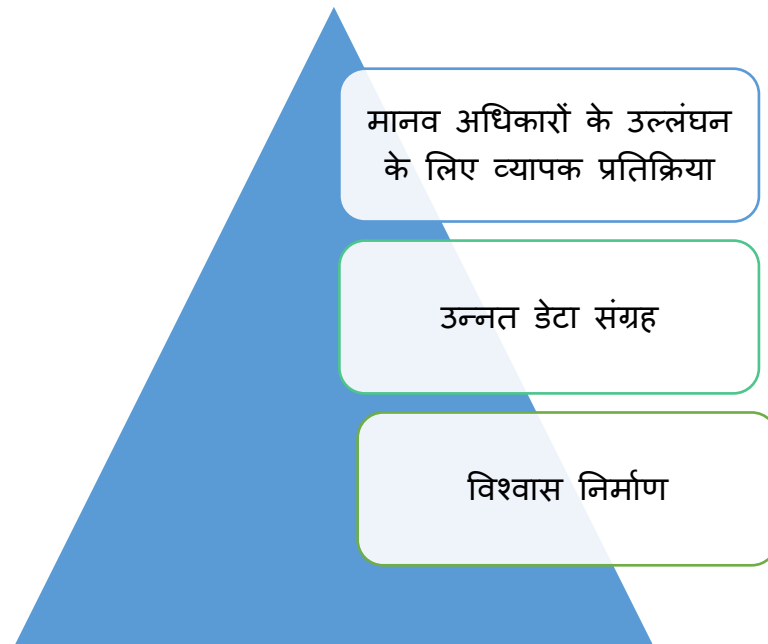 मानव अधिकारों के उल्लंघन
के लिए व्यापक प्रतिक्रिया
उन्नत डेटा संग्रह
विश्वास निर्माण